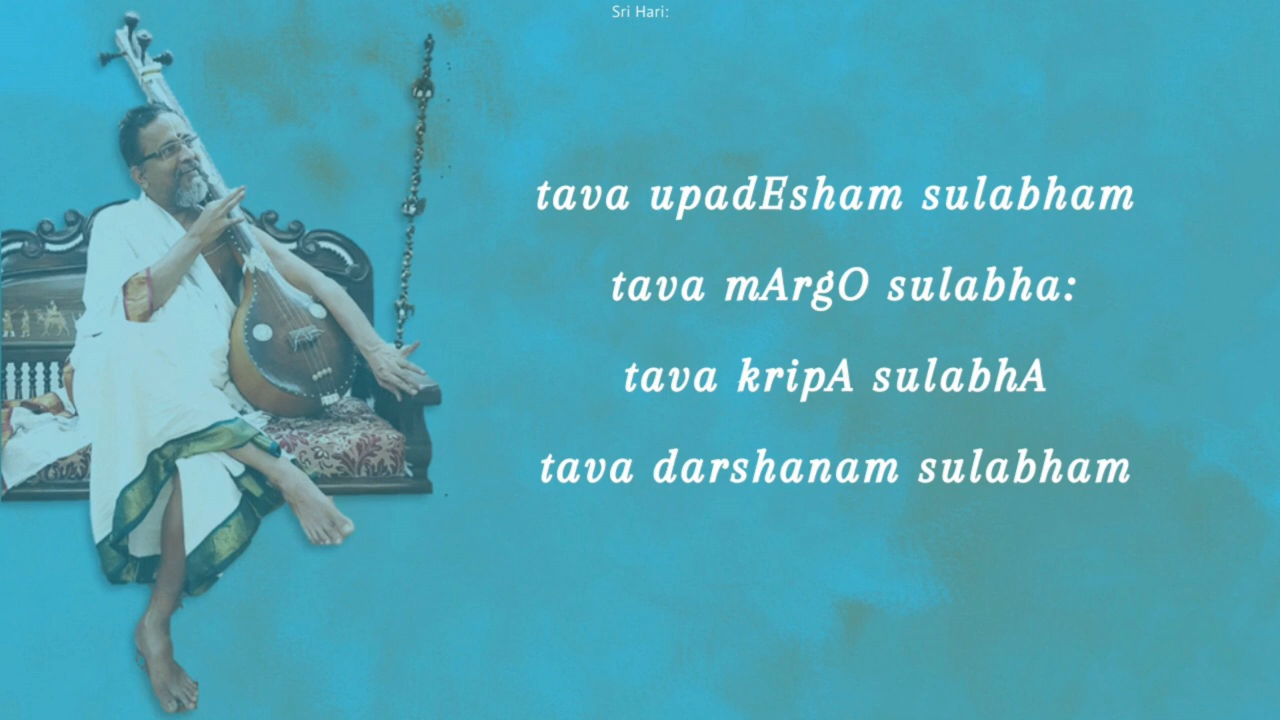 Sri Hari:
tava upadEsham sulabham
tava mArgO sulabha:
tava kripA sulabhA
tava darshanam sulabham